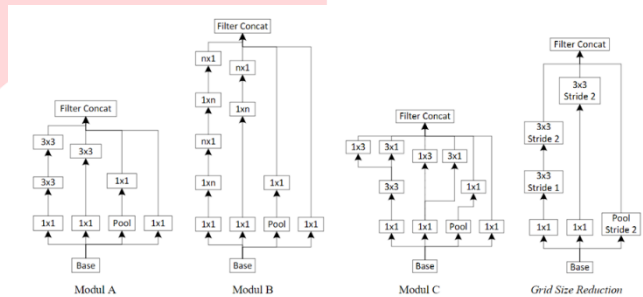 Filter Concat
nx1
nx1
1xn
1xn
nx1
1xn
1x1
1x1
1x1
Pool
1x1
Base
Modul B
Filter Concat
3x3
3x3
3x3
1x1
1x1
1x1
Pool
1x1
Base
Modul A
Filter Concat
1x3
3x1
1x3
3x1
3x3
1x1
1x1
1x1
Pool
1x1
Base
Modul C
Filter Concat
3x3
Stride 2
3x3
Stride 2
3x3
Stride 1
1x1
1x1
Pool
Stride 2
Base
Grid Size Reduction